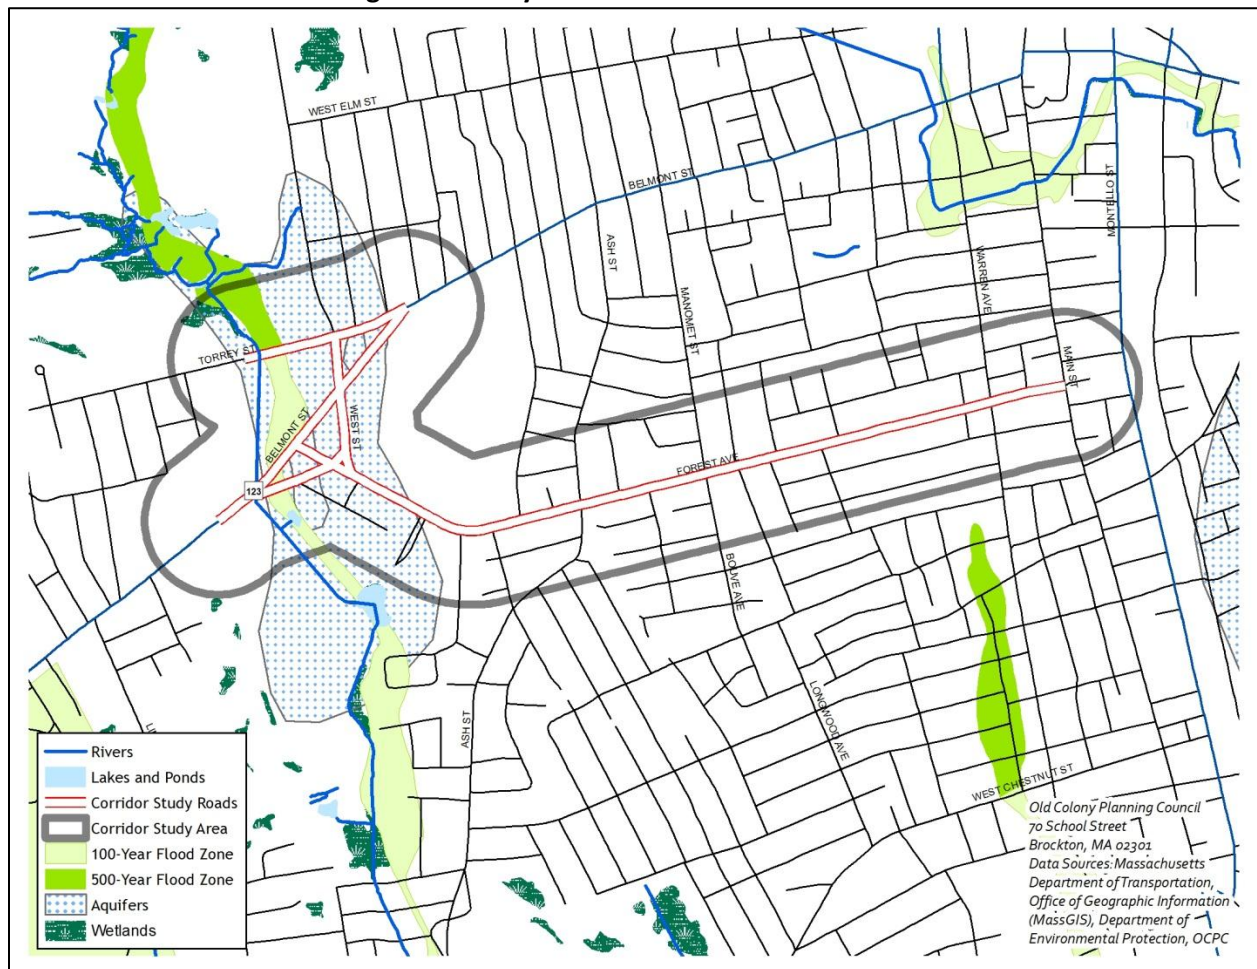 WEST ELM ST
BELMONT ST
MONTELLO ST
ASH ST
WARREN AVE
MANOMET ST
TORREY ST
MAIN ST
WEST ST
BELMONT ST
FOREST AVE
123
BOUVE AVE
LONGWOOD AVE
ASH ST
WEST CHESTNUT ST
Rivers
Lakes and Ponds
Corridor Study Roads
Corridor Study Area
100-Year Flood Zone
500-Year Flood Zone
Aquifers
Wetlands
Old Colony Planning Council
70 School Street
Brockton, MA 02301
Data Sources: Massachusetts
Department of Transportation,
Office of Geographic Information
(MassGIS), Department of
Environmental Protection, OCPC